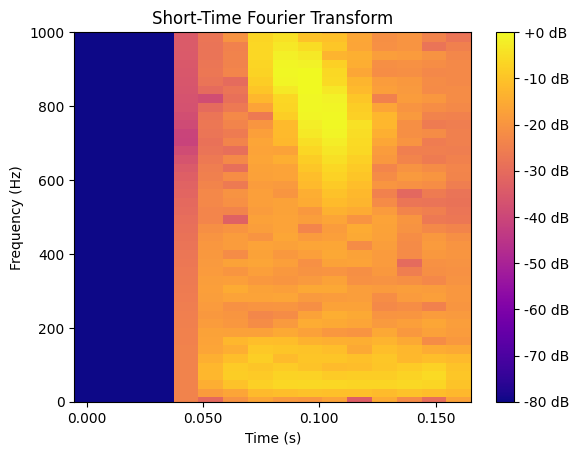 Short-Time Fourier Transform
1000
800
600
400
200
0
Frequency (Hz)
0.000
0.050
0.100
0.150
Time (s)
+0 dB
-10 dB
-20 dB
-30 dB
-40 dB
-50 dB
-60 dB
-70 dB
-80 dB